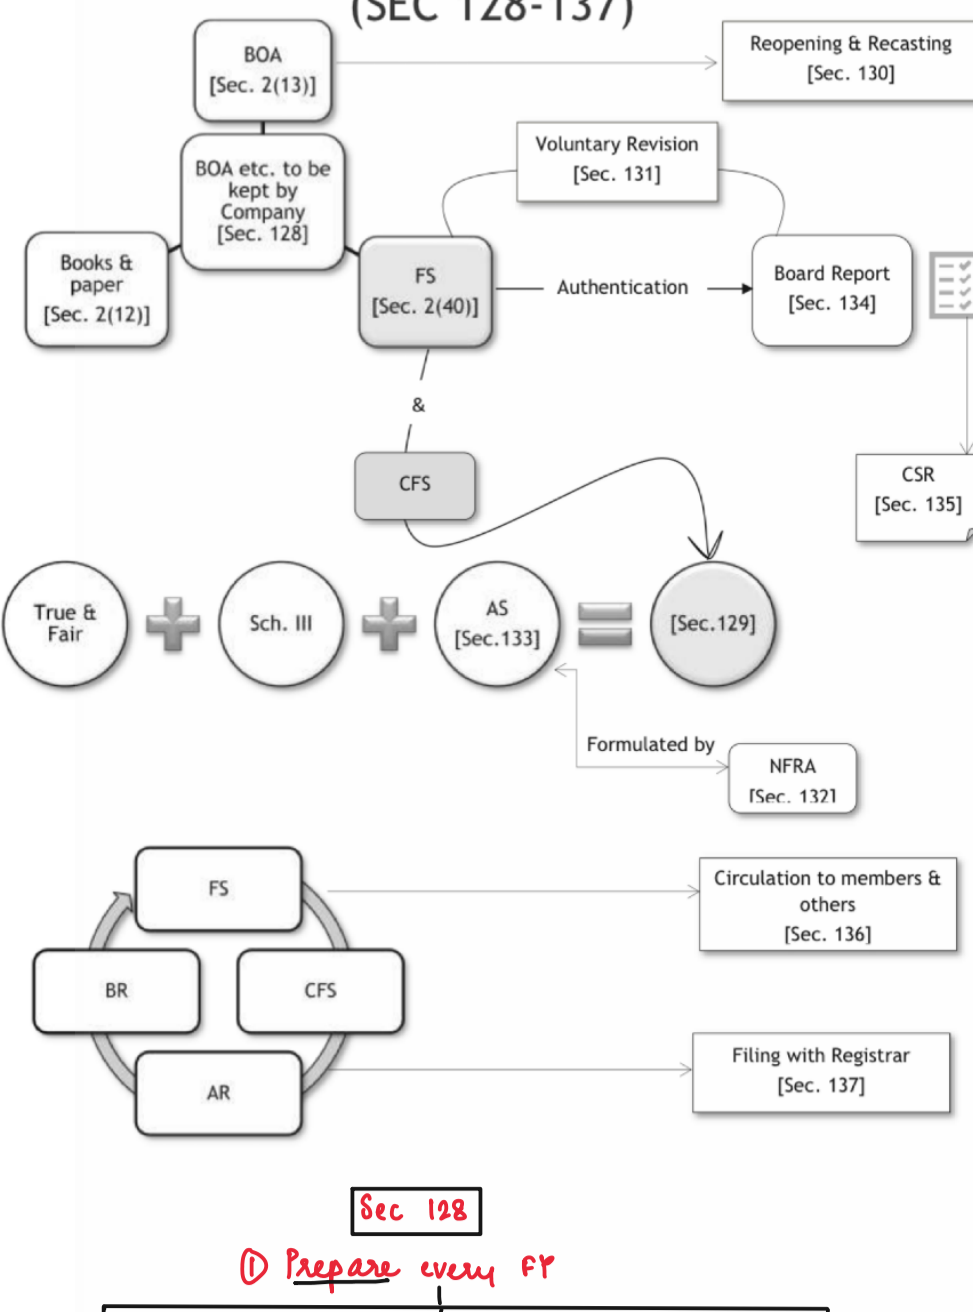 (SEC 128-137)
BOA
[Sec. 2(13)]
Reopening & Recasting
[Sec. 130]
BOA etc. to be
kept by
Company
[Sec. 128]
Voluntary Revision
[Sec. 131]
Books &
paper
[Sec. 2(12)]
FS
[Sec. 2(40)]
Authentication
Board Report
[Sec. 134]
&
CFS
CSR
[Sec. 135]
True &
Fair
Sch. III
AS
[Sec.133]
[Sec.129]
Formulated by
NFRA
[Sec. 132]
FS
Circulation to members &
others
[Sec. 136]
BR
CFS
AR
Filing with Registrar
[Sec. 137]
Sec 128
① Prepare every FY